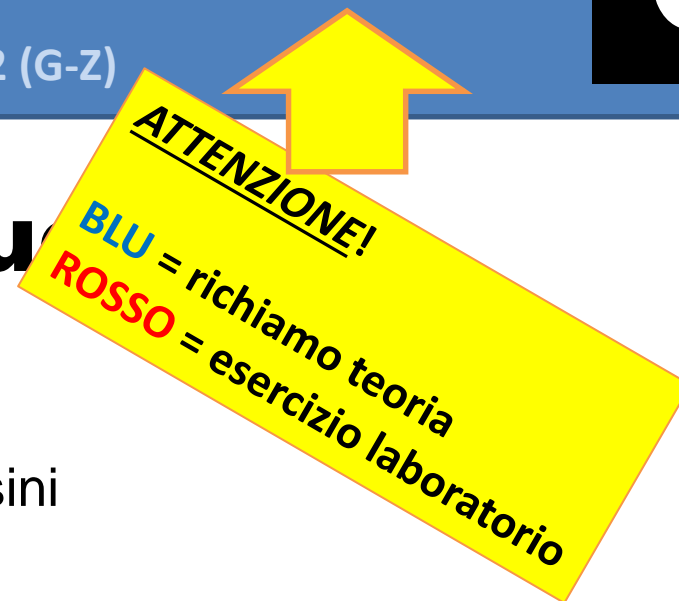 2 (G-Z)
ATTENZIONE!
BLU = richiamo teoria
ROSSO = esercizio laboratorio
sini